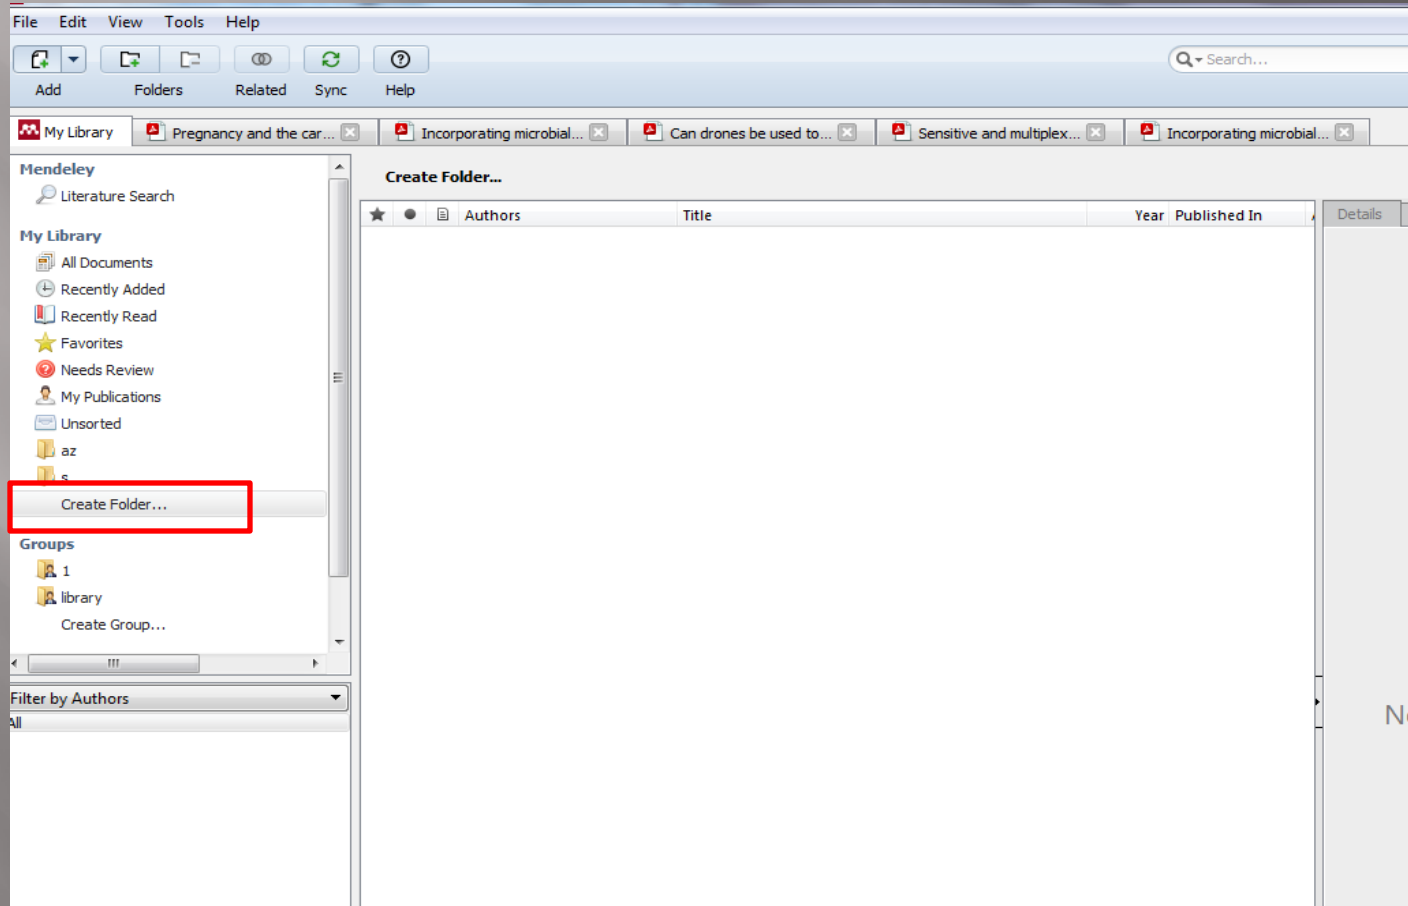 File Edit View Tools Help
Search...
Add Folders Related Sync Help
My Library Pregnancy and the car... Incorporating microbial... Can drones be used to... Sensitive and multiplex... Incorporating microbial...
Mendeley
Literature Search
My Library
All Documents
Recently Added
Recently Read
Favorites
Needs Review
My Publications
Unsorted
az
s
Create Folder...
Groups
1
library
Create Group...
Filter by Authors
All
Create Folder...
Authors Title Year Published In
Details